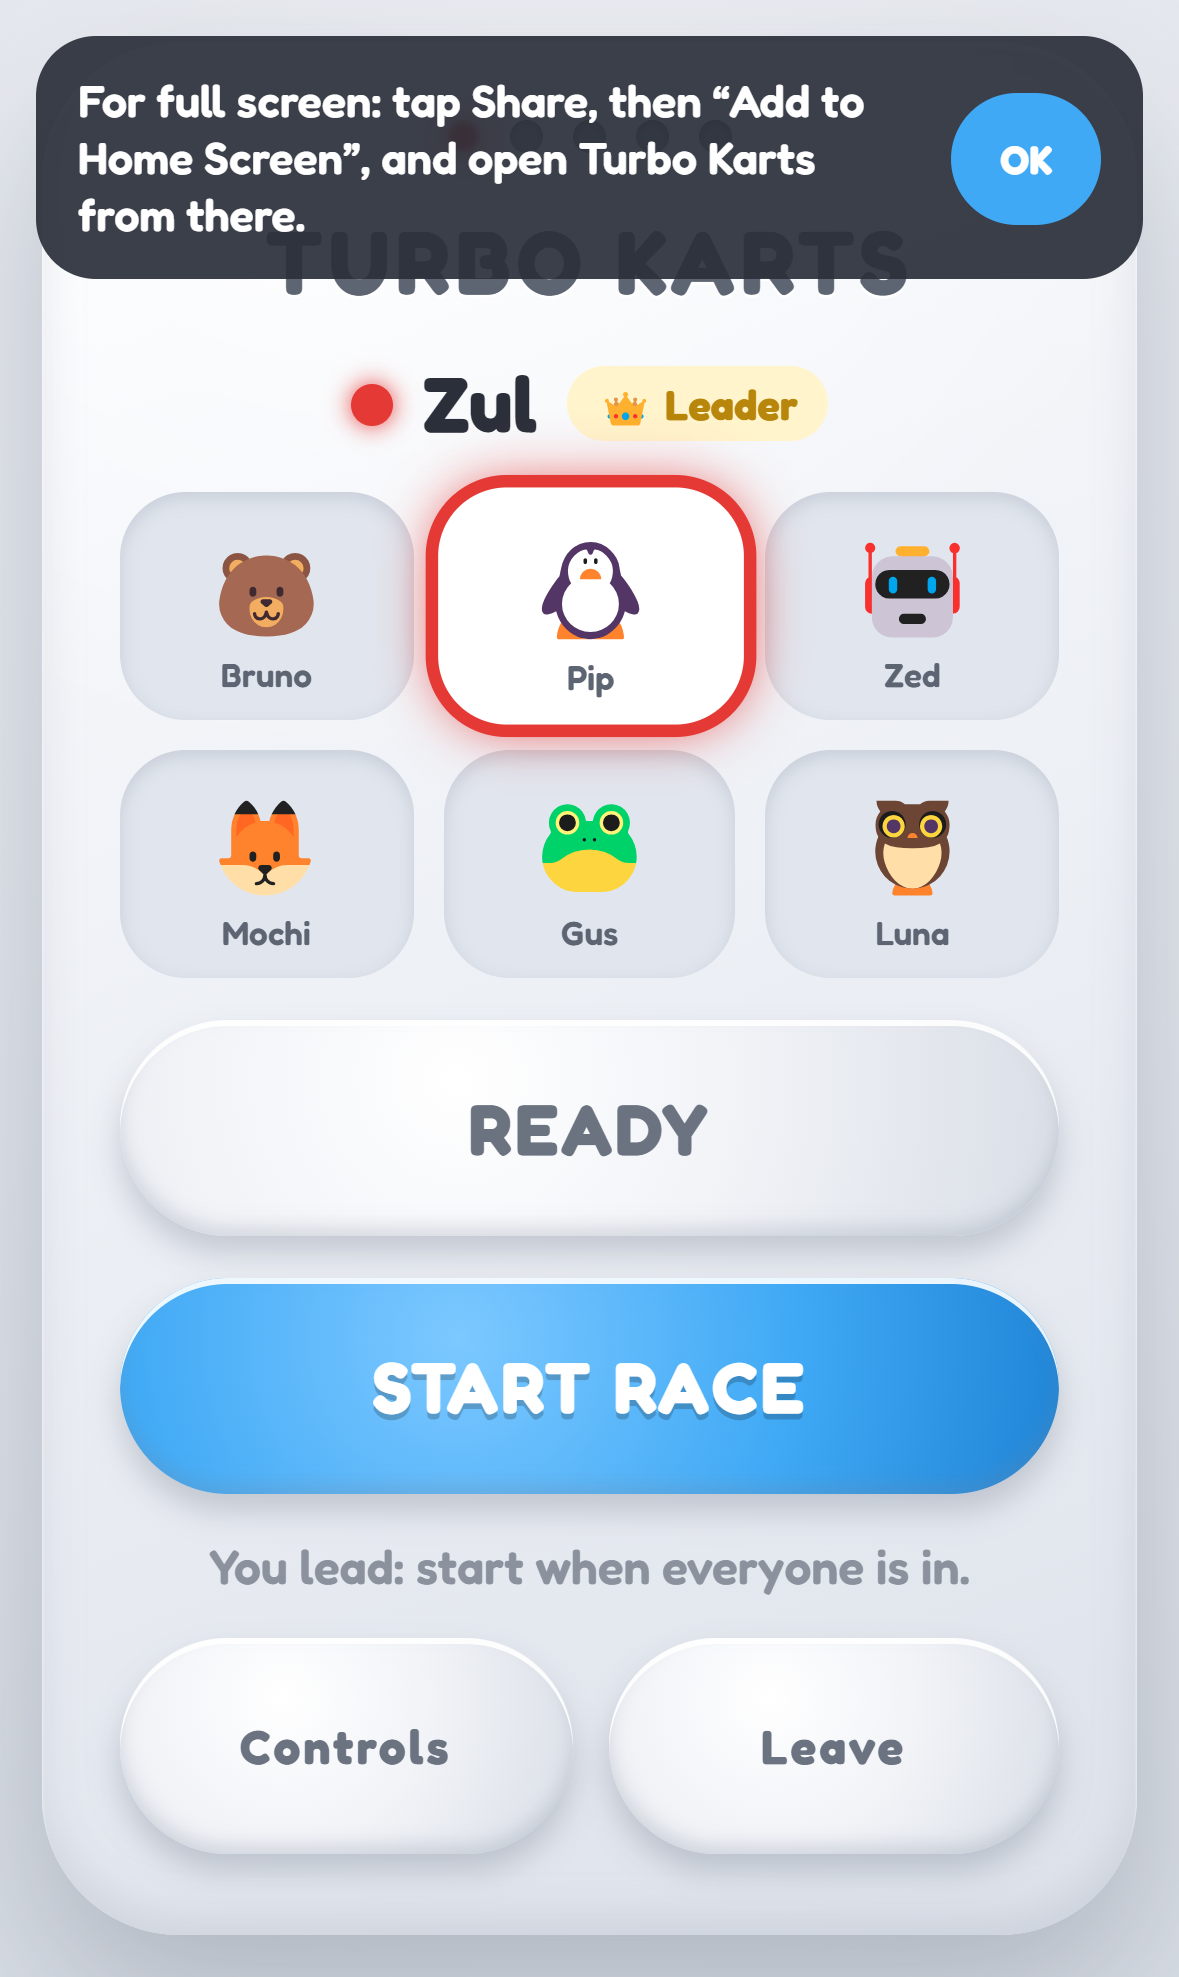 For full screen: tap Share, then “Add to
Home Screen”, and open Turbo Karts
from there.
OK
TURBO KARTS
Zul
Leader
Bruno
Pip
Zed
Mochi
Gus
Luna
READY
START RACE
You lead: start when everyone is in.
Controls
Leave